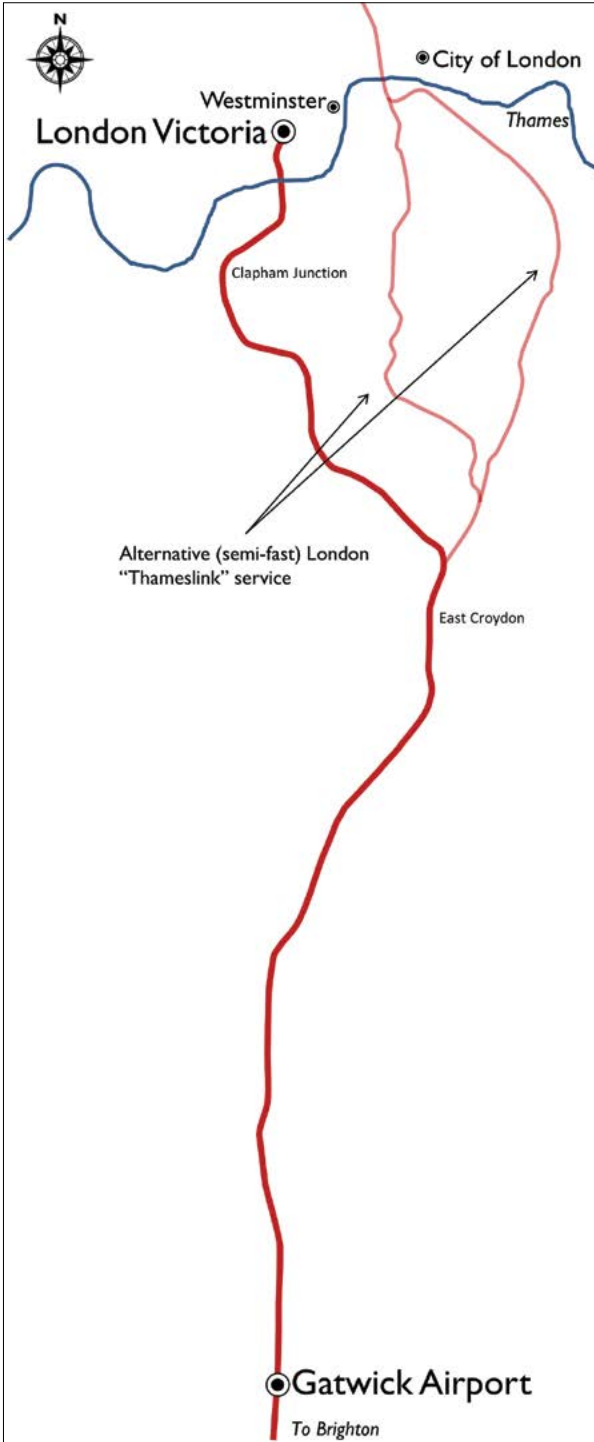 N
City of London
Westminster
London Victoria
Thames
Clapham Junction
Alternative (semi-fast) London
“Thameslink” service
East Croydon
Gatwick Airport
To Brighton